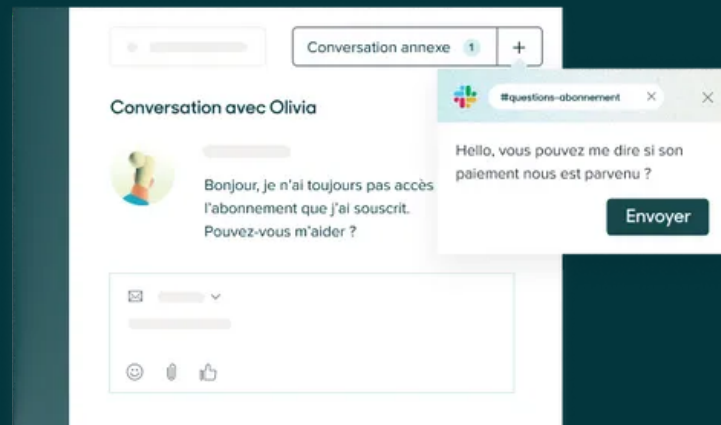 Conversation annexe 1 +
#questions-abonnement
Conversation avec Olivia
Hello, vous pouvez me dire si son
paiement nous est parvenu ?
Envoyer
Bonjour, je n'ai toujours pas accès
l'abonnement que j'ai souscrit.
Pouvez-vous m'aider ?